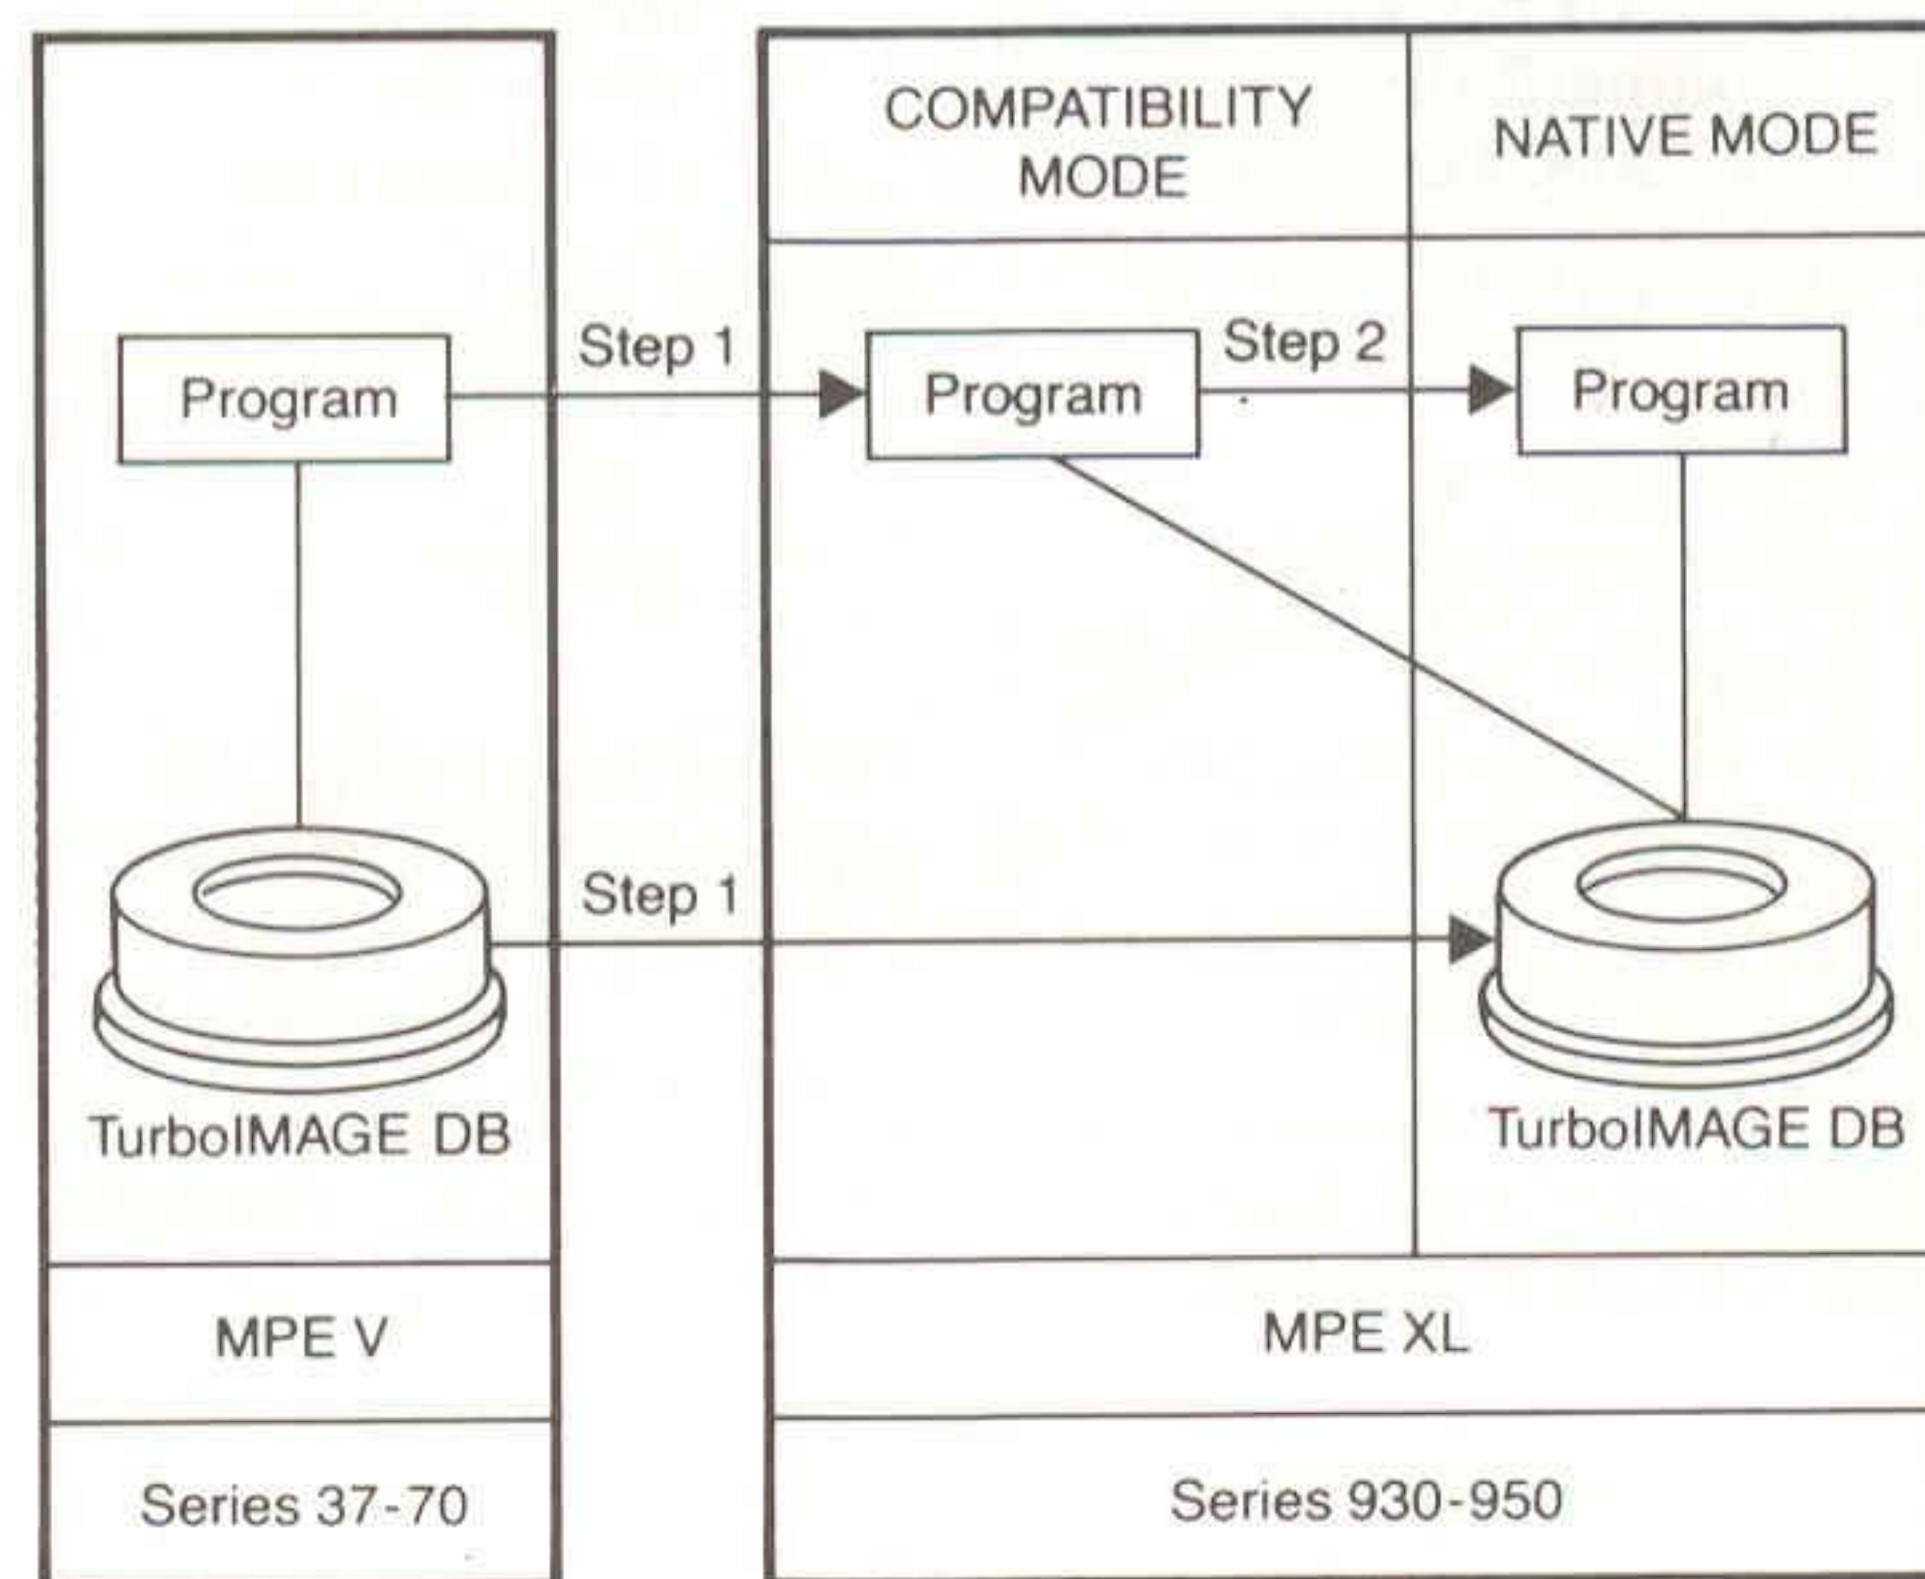 COMPATIBILITY
MODE
NATIVE MODE
Program
Step 1
Program
Step 2
Program
Step 1
TurboIMAGE DB
TurboIMAGE DB
MPE V
MPE XL
Series 37-70
Series 930-950